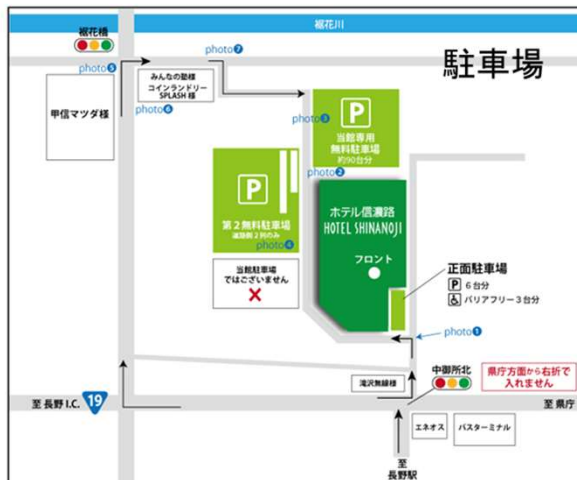 裾花川
裾花橋
photo❼
駐車場
photo❺
みんなの塾様
コインランドリー
SPLASH 様
photo❻
甲信マツダ様
P
photo❸
当館専用
無料駐車場
約90台分
photo❷
P
第2無料駐車場
道路側2列のみ
photo❹
ホテル信濃路
HOTEL SHINANOJI
フロント
当館駐車場
ではございません
×
正面駐車場
P 6台分
バリアフリー3台分
photo❶
中御所北
県庁方面から右折で
入れません
滝沢無線様
至 長野 I.C.
19
至 県庁
エネオス
バスターミナル
至
長野駅